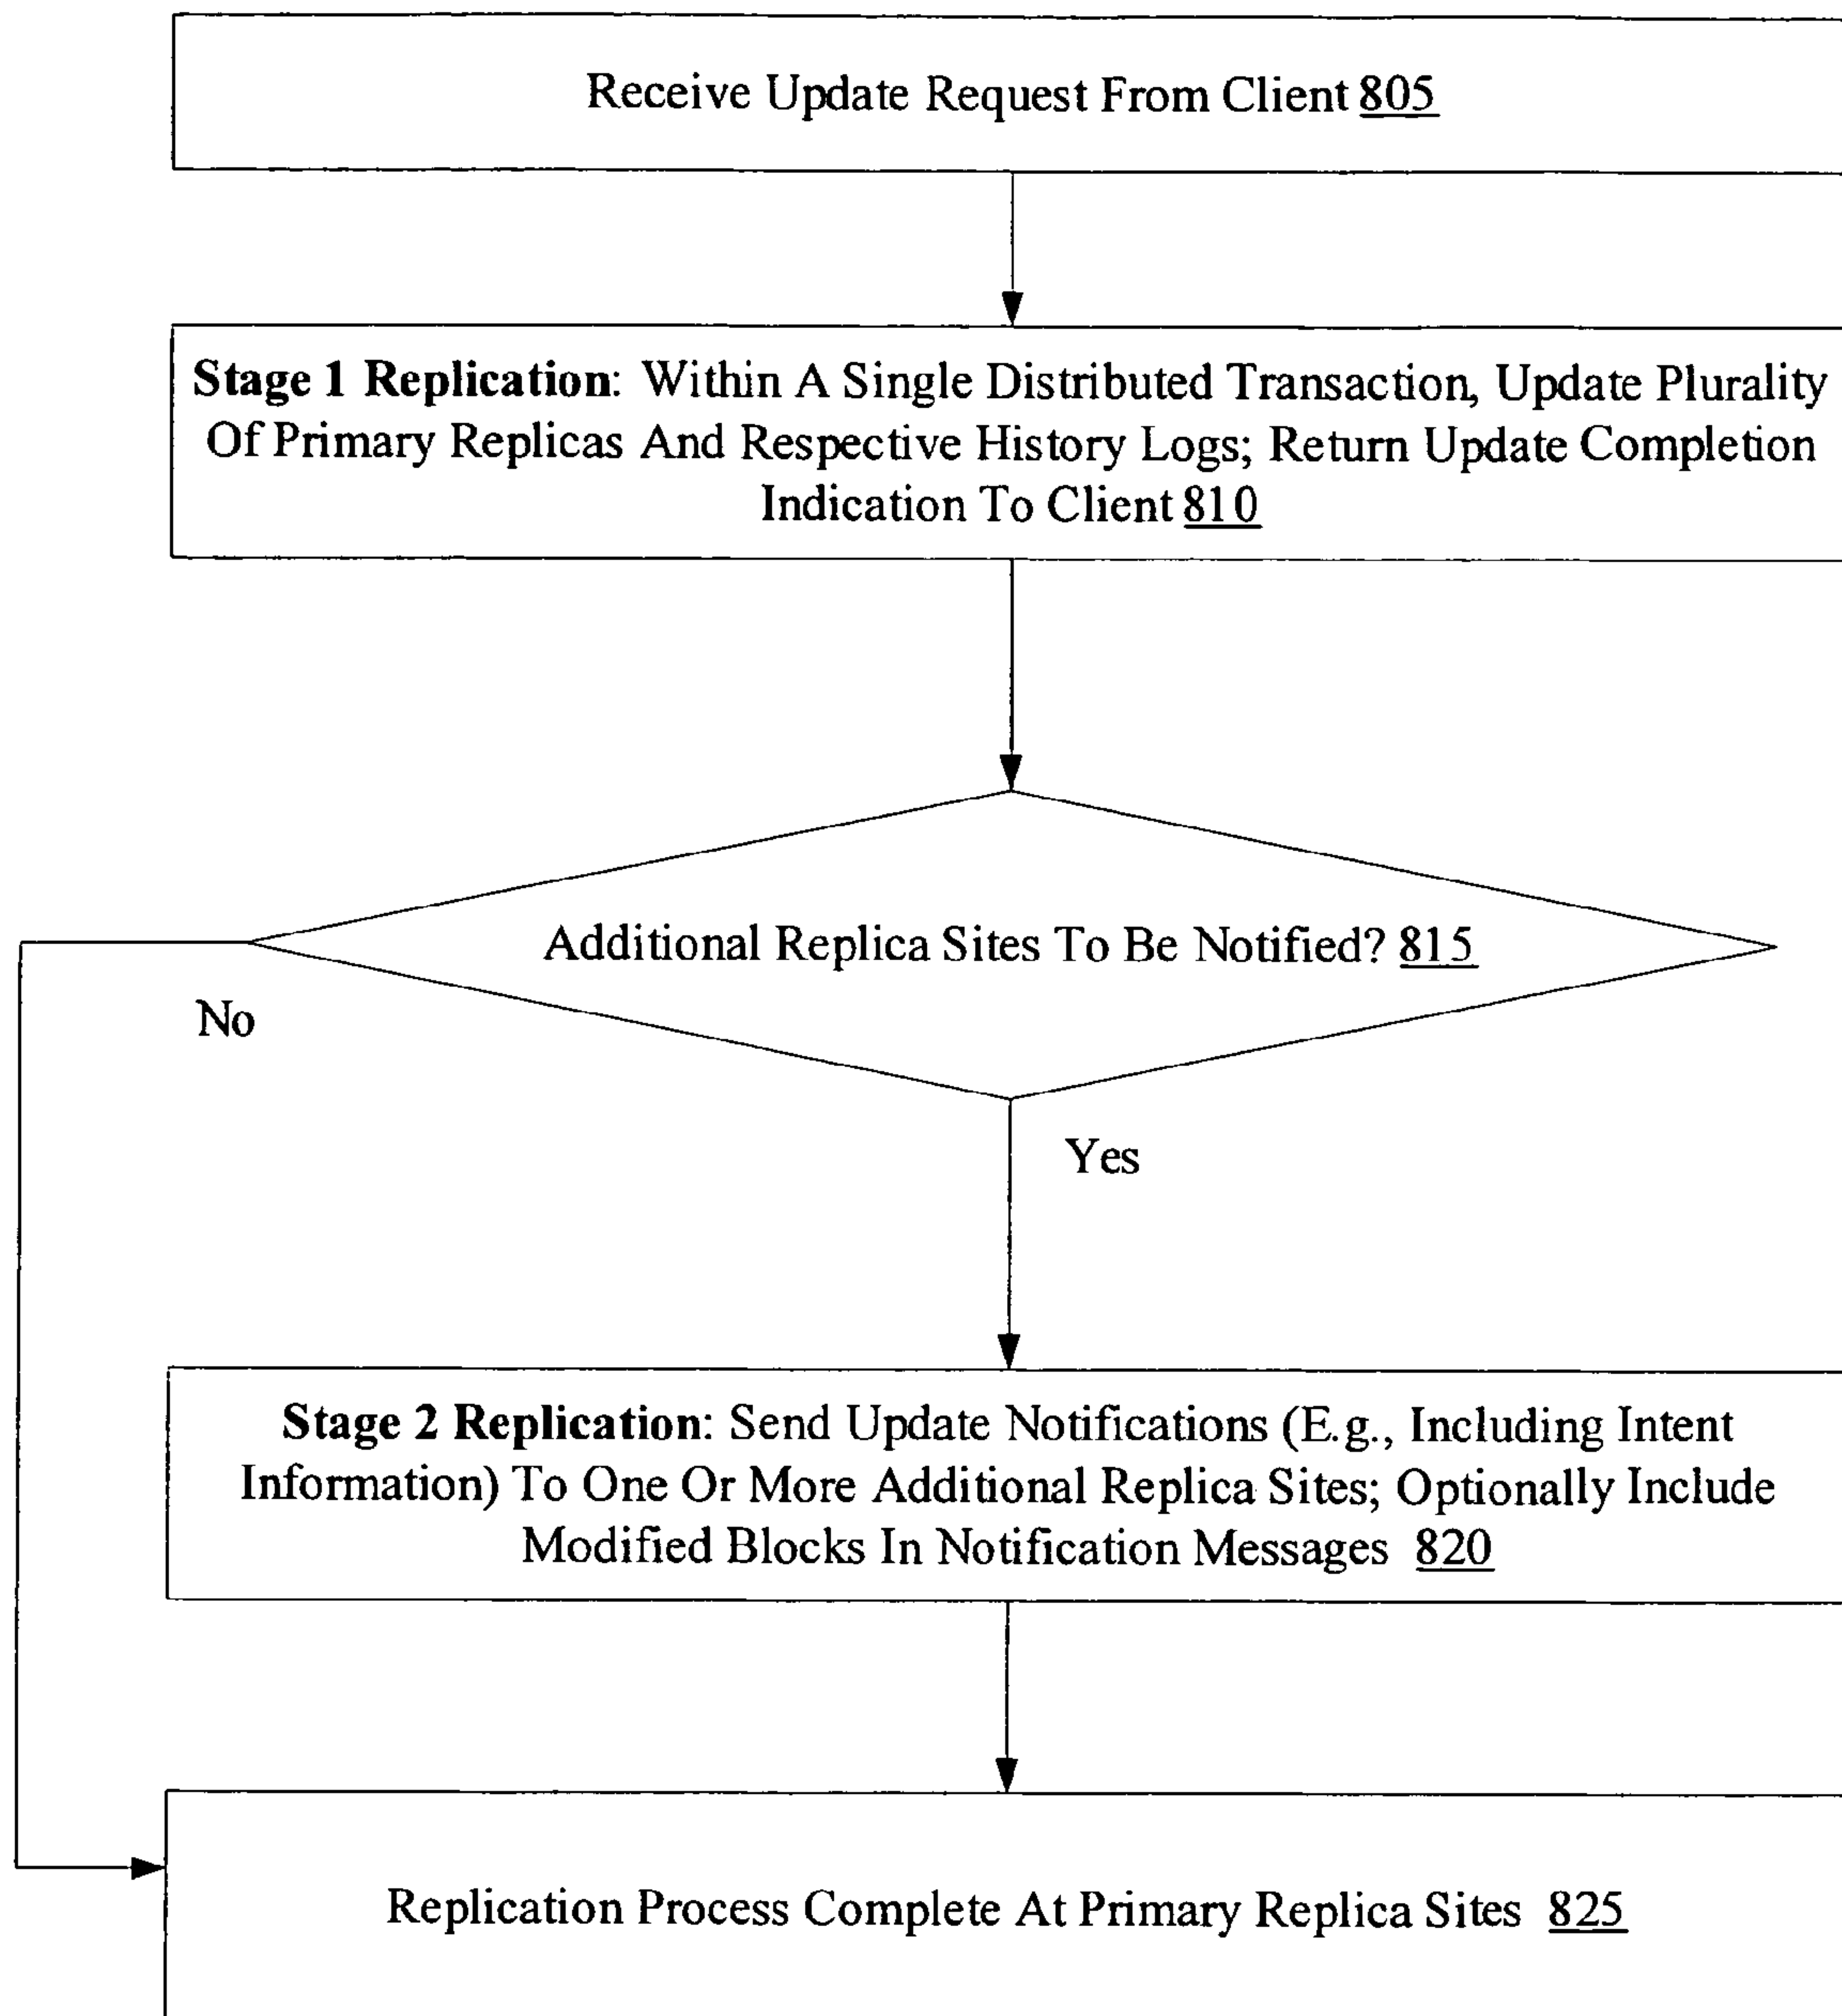 Receive Update Request From Client 805
Stage 1 Replication: Within A Single Distributed Transaction, Update Plurality
Of Primary Replicas And Respective History Logs; Return Update Completion
Indication To Client 810
Additional Replica Sites To Be Notified? 815
No
Yes
Stage 2 Replication: Send Update Notifications (E.g., Including Intent
Information) To One Or More Additional Replica Sites; Optionally Include
Modified Blocks In Notification Messages 820
Replication Process Complete At Primary Replica Sites 825